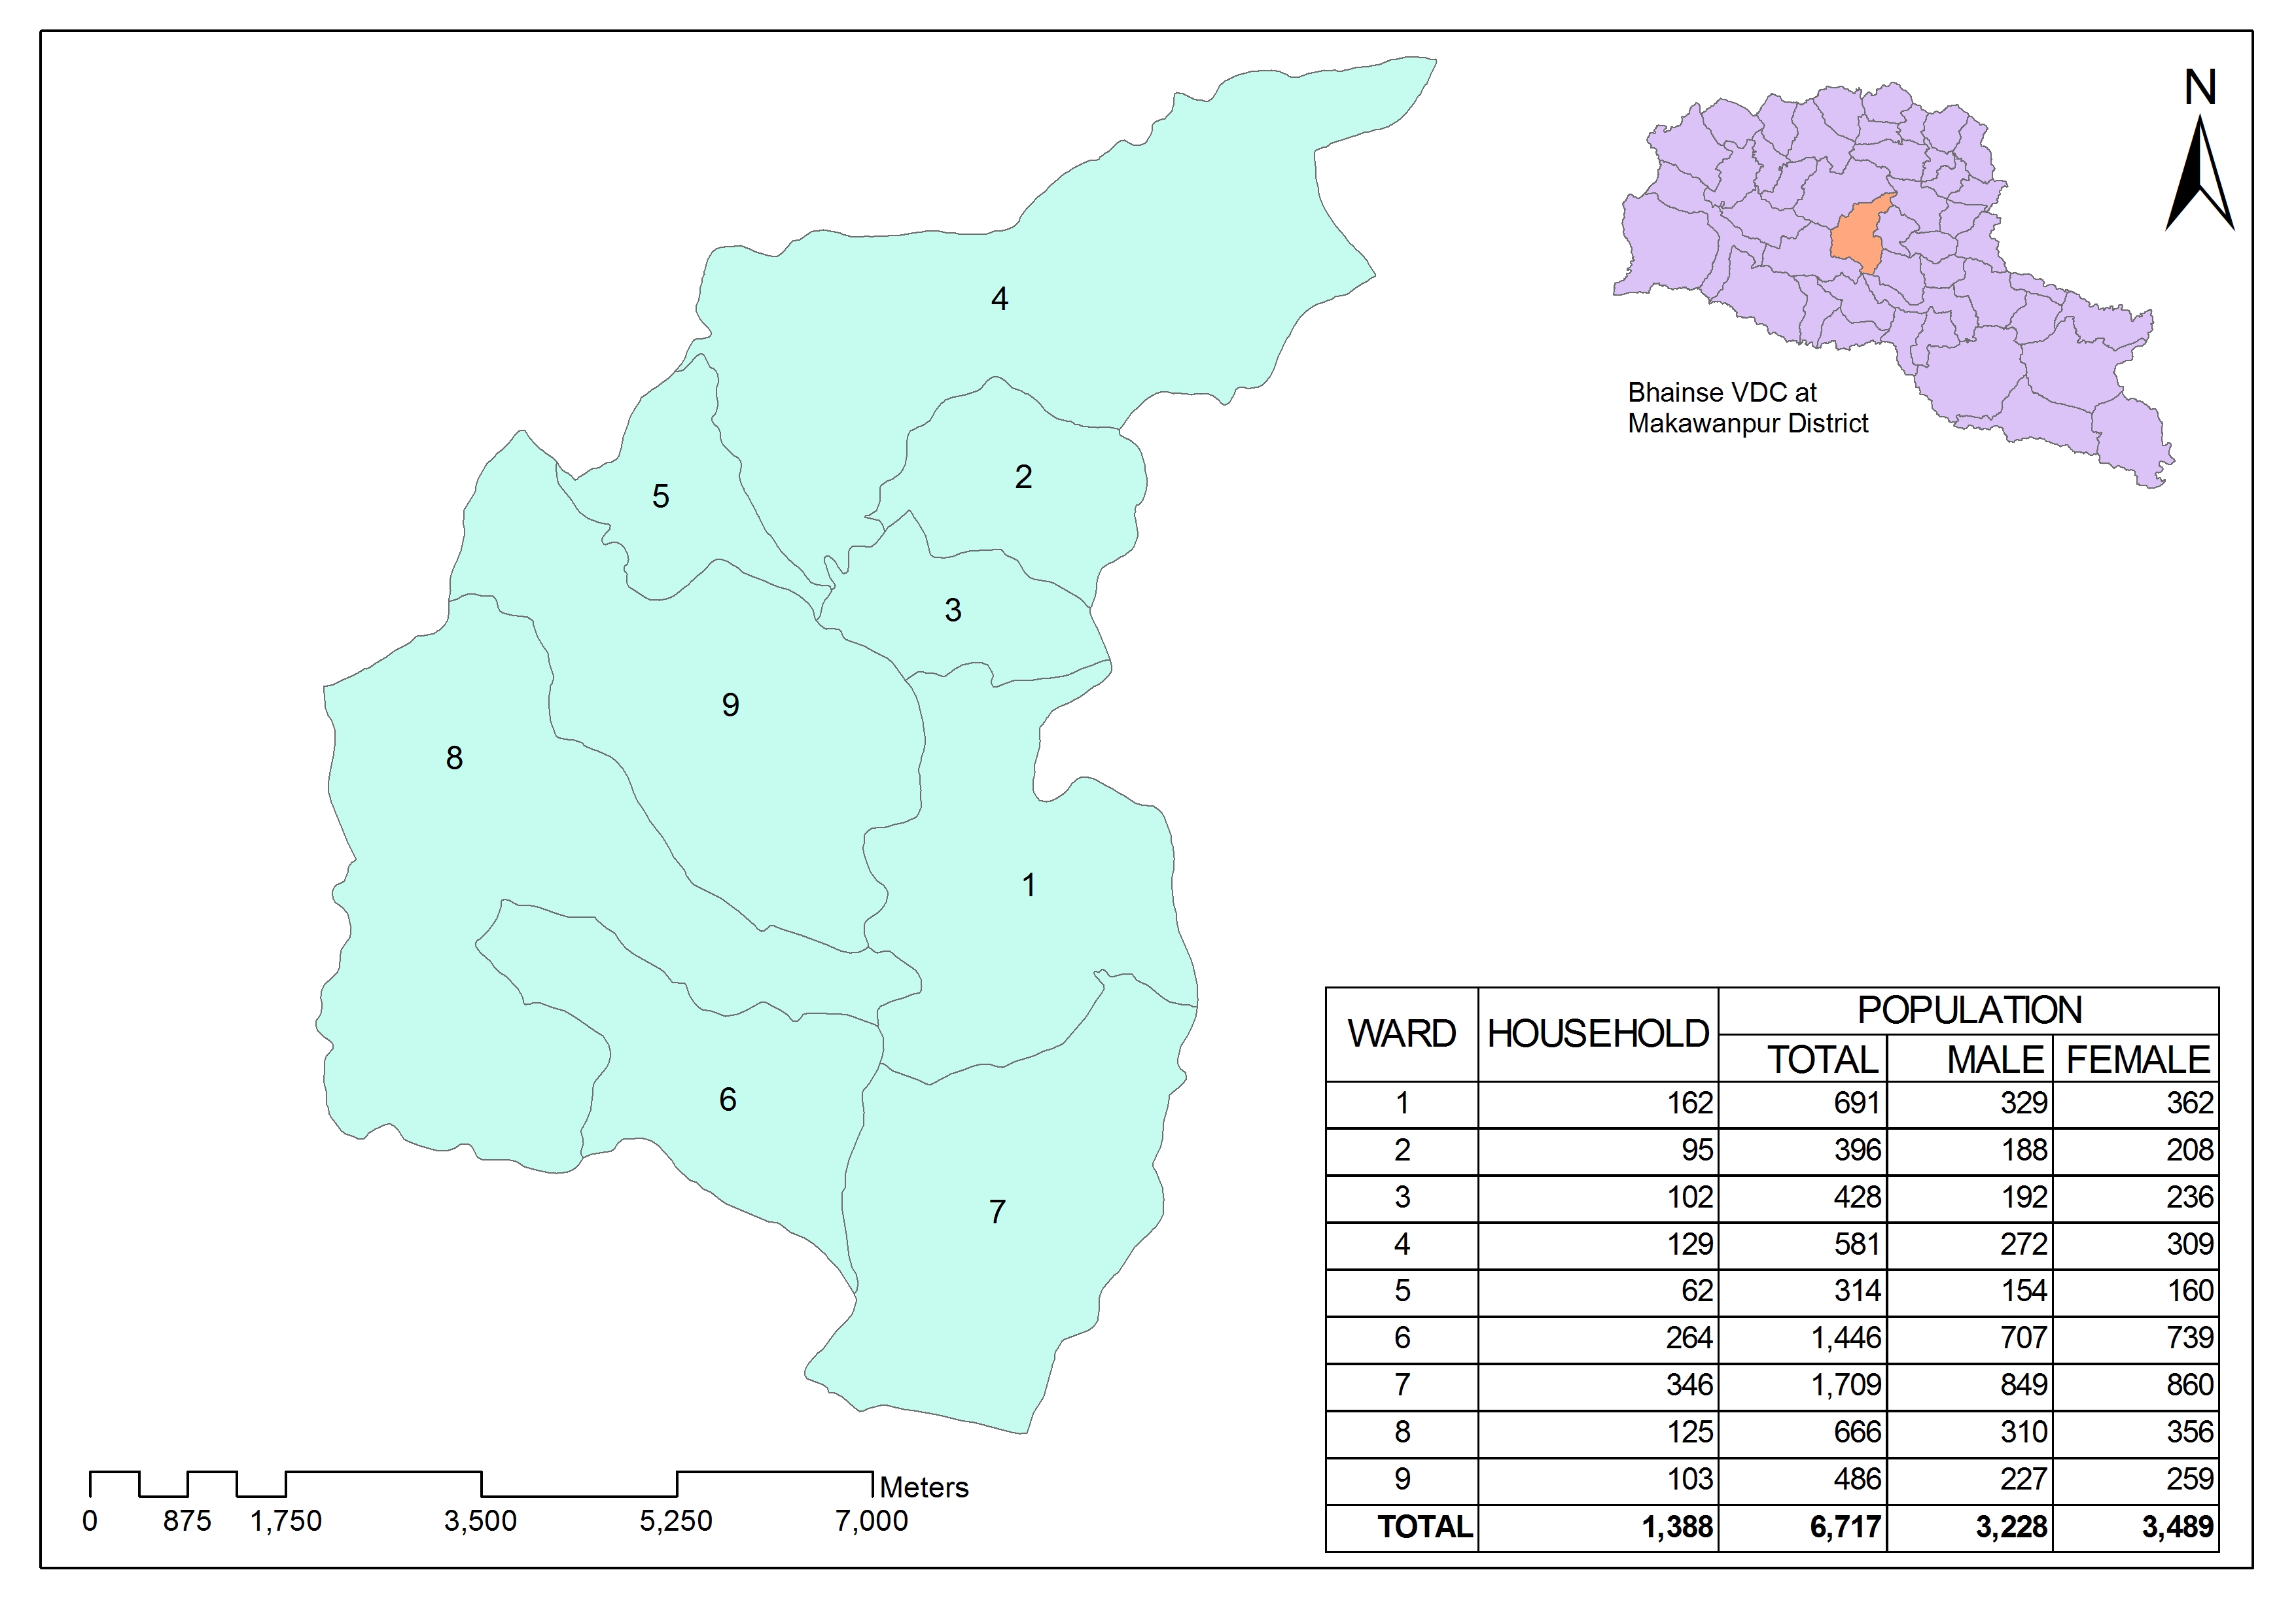 N
4
Bhainse VDC at
Makawanpur District
2
5
3
9
8
1
6
7
WARD HOUSEHOLD POPULATION
TOTAL MALE FEMALE
1 162 691 329 362
2 95 396 188 208
3 102 428 192 236
4 129 581 272 309
5 62 314 154 160
6 264 1,446 707 739
7 346 1,709 849 860
8 125 666 310 356
9 103 486 227 259
TOTAL 1,388 6,717 3,228 3,489
Meters
0 875 1,750 3,500 5,250 7,000